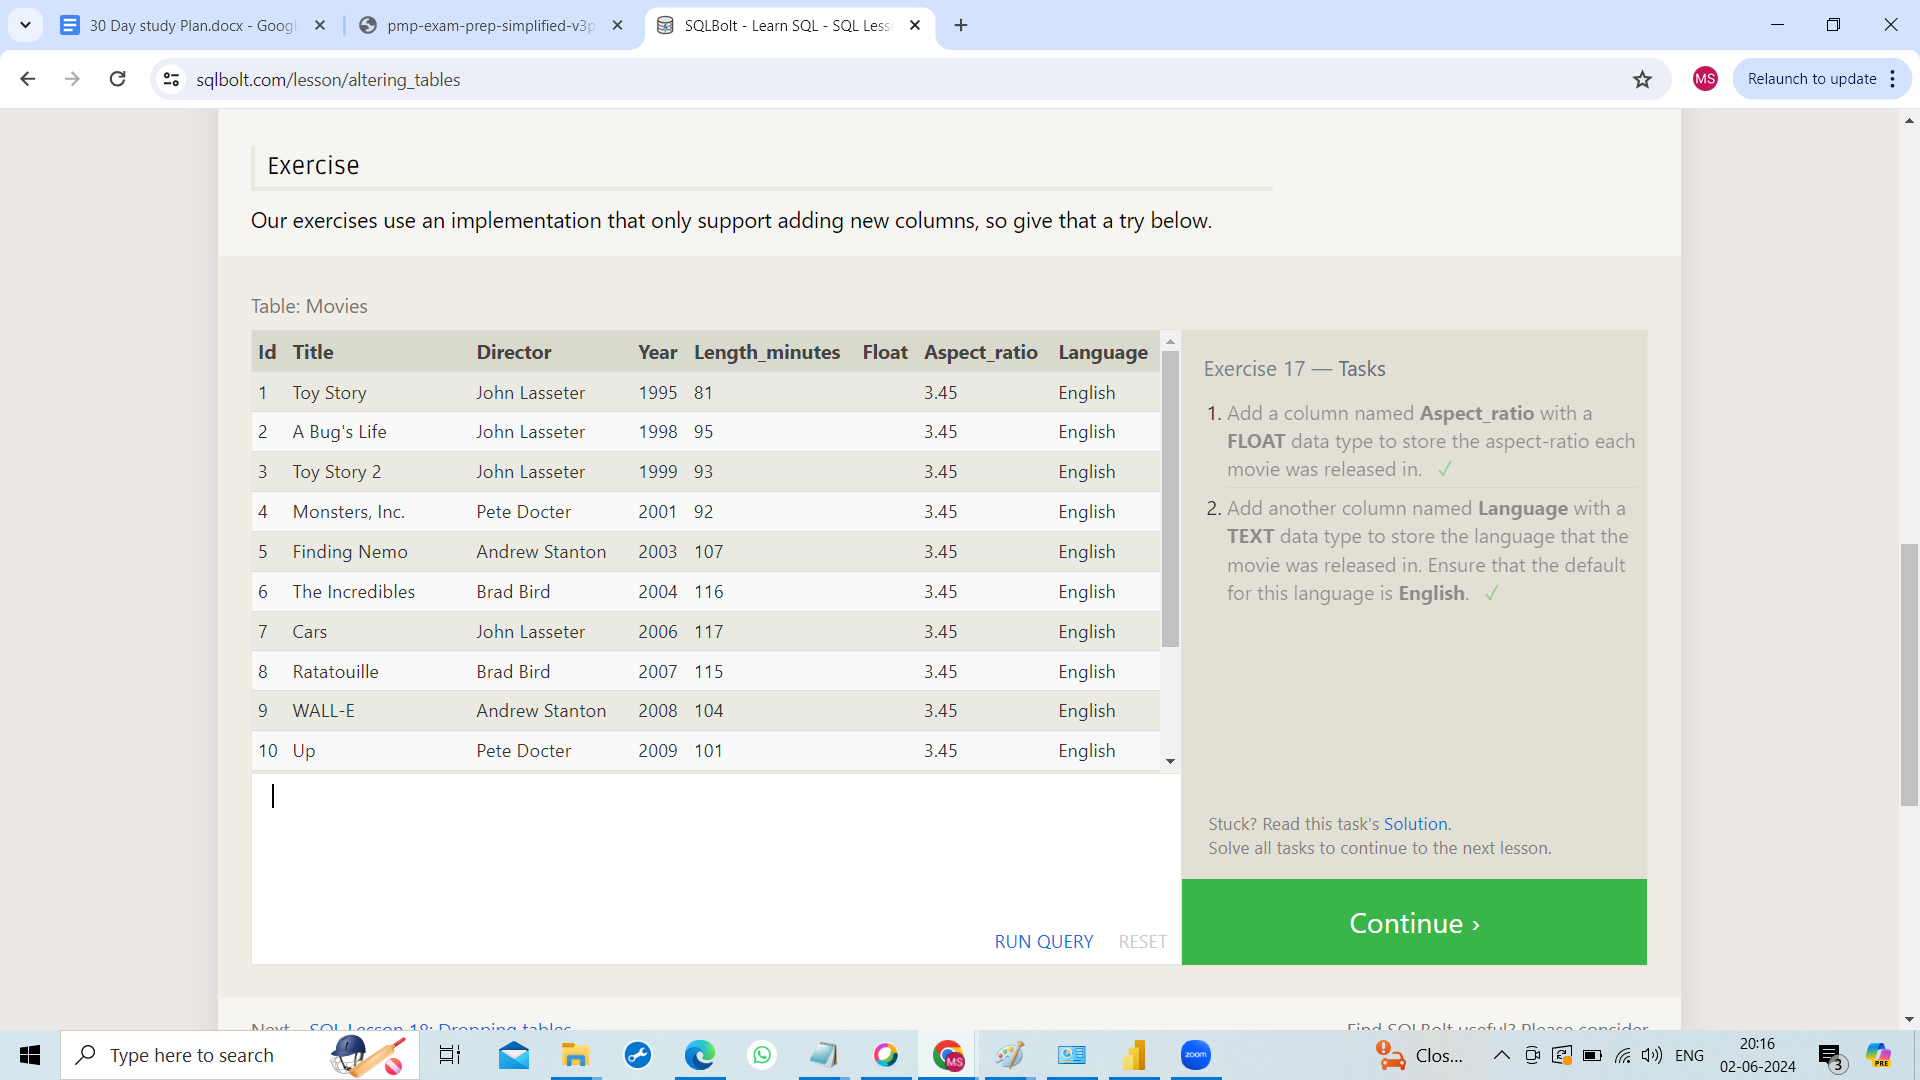 30 Day study Plan.docx - Googl
pmp-exam-prep-simplified-v3p
SQLBolt - Learn SQL - SQL Less
sqlbolt.com/lesson/altering_tables
MS
Relaunch to update
Exercise
Our exercises use an implementation that only support adding new columns, so give that a try below.
Table: Movies
Id Title Director Year Length_minutes Float Aspect_ratio Language
1 Toy Story John Lasseter 1995 81 3.45 English
2 A Bug's Life John Lasseter 1998 95 3.45 English
3 Toy Story 2 John Lasseter 1999 93 3.45 English
4 Monsters, Inc. Pete Docter 2001 92 3.45 English
5 Finding Nemo Andrew Stanton 2003 107 3.45 English
6 The Incredibles Brad Bird 2004 116 3.45 English
7 Cars John Lasseter 2006 117 3.45 English
8 Ratatouille Brad Bird 2007 115 3.45 English
9 WALL-E Andrew Stanton 2008 104 3.45 English
10 Up Pete Docter 2009 101 3.45 English
RUN QUERY RESET
Exercise 17 — Tasks
1. Add a column named Aspect_ratio with a
FLOAT data type to store the aspect-ratio each
movie was released in. ✓
2. Add another column named Language with a
TEXT data type to store the language that the
movie was released in. Ensure that the default
for this language is English. ✓
Stuck? Read this task's Solution.
Solve all tasks to continue to the next lesson.
Continue ›
Next – SQL Lesson 18: Dropping tables
Find SQLBolt useful? Please consider
Type here to search
MS
zoom
Clos...
ENG
20:16
02-06-2024
3
PRE